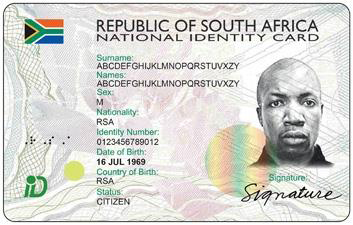 REPUBLIC OF SOUTH AFRICA
NATIONAL IDENTITY CARD
Surname:
ABCDEFGHIJKLMNOPQRSTUVXZY
Names:
ABCDEFGHIJKLMNOPQRSTUVXZY
Sex:
M
Nationality:
RSA
Identity Number:
0123456789012
Date of Birth:
16 JUL 1969
Country of Birth:
RSA
Status:
CITIZEN
Signature:
Signature
iD